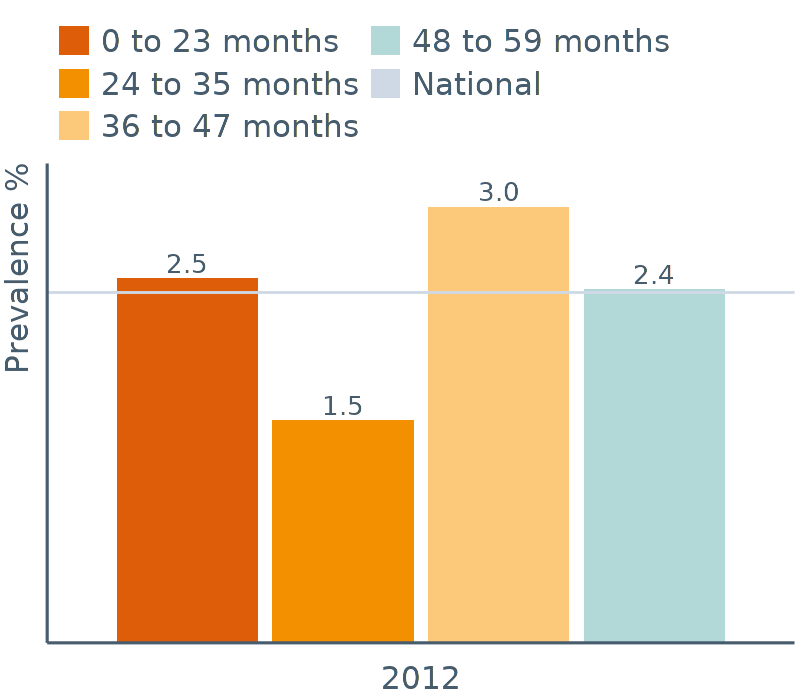 0 to 23 months
24 to 35 months
36 to 47 months
48 to 59 months
National
Prevalence %
2.5
1.5
3.0
2.4
2012